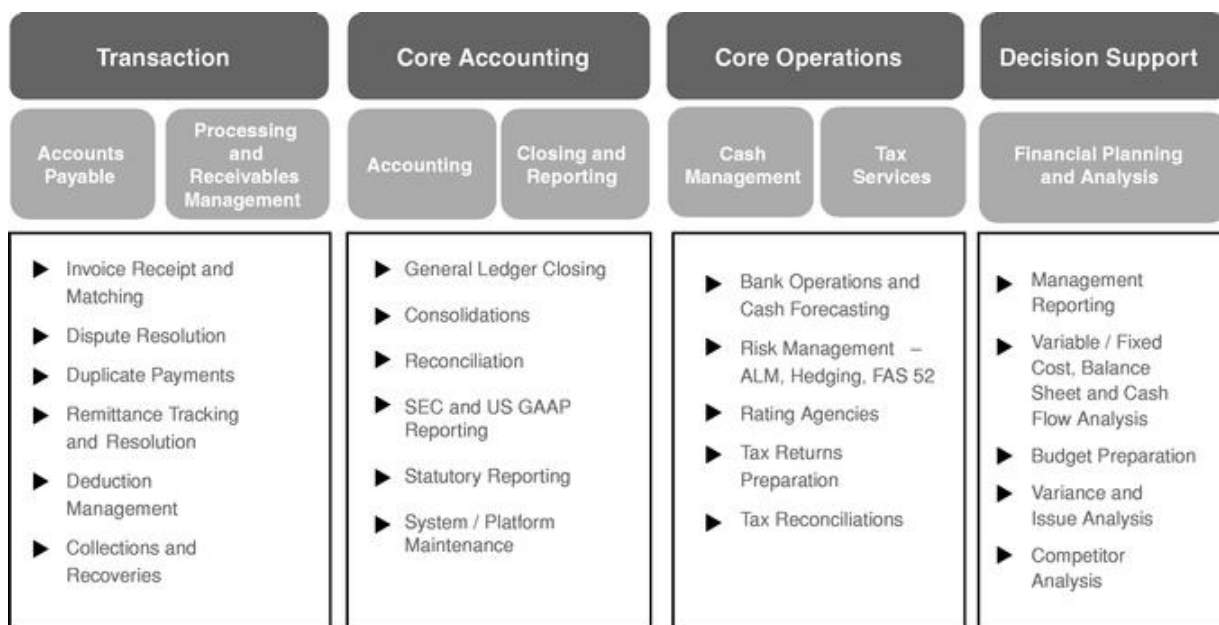 Transaction
Accounts
Payable
Processing
and
Receivables
Management
Invoice Receipt and
Matching
Dispute Resolution
Duplicate Payments
Remittance Tracking
and Resolution
Deduction
Management
Collections and
Recoveries
Core Accounting
Accounting
Closing and
Reporting
General Ledger Closing
Consolidations
Reconciliation
SEC and US GAAP
Reporting
Statutory Reporting
System / Platform
Maintenance
Core Operations
Cash
Management
Tax
Services
Bank Operations and
Cash Forecasting
Risk Management –
ALM, Hedging, FAS 52
Rating Agencies
Tax Returns
Preparation
Tax Reconciliations
Decision Support
Financial Planning
and Analysis
Management
Reporting
Variable / Fixed
Cost, Balance
Sheet and Cash
Flow Analysis
Budget Preparation
Variance and
Issue Analysis
Competitor
Analysis